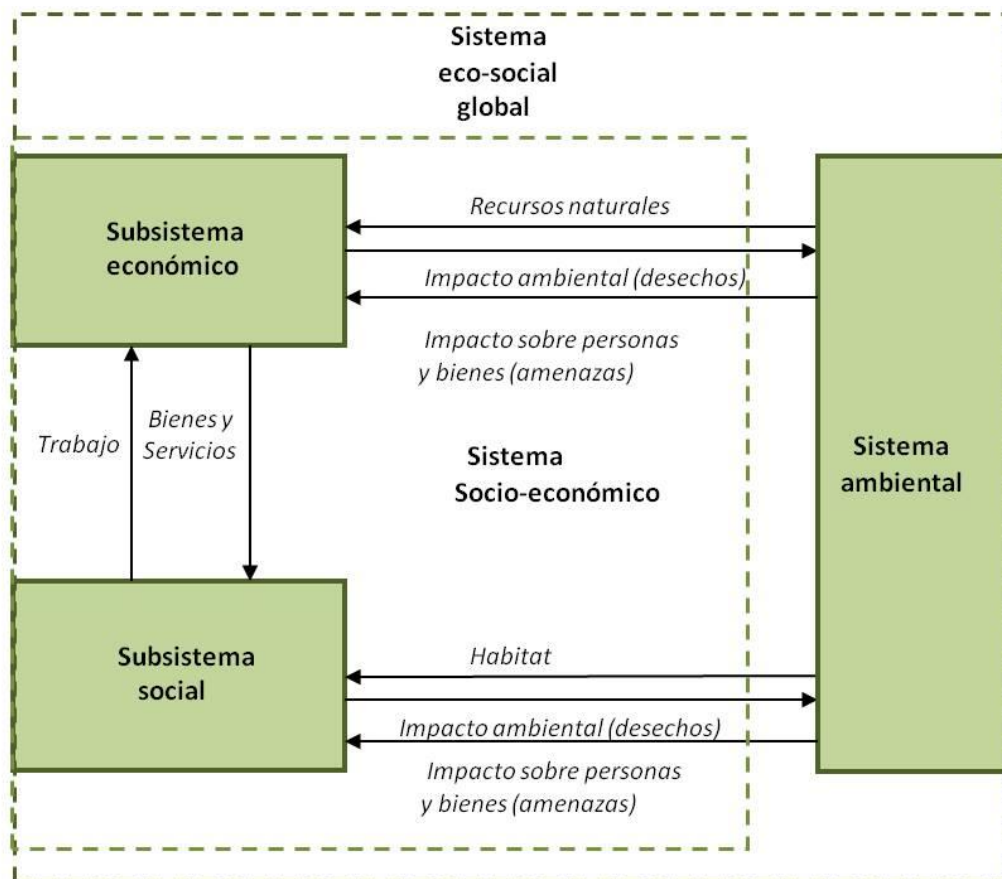 Sistema
eco-social
global
Recursos naturales
Subsistema
económico
Impacto ambiental (desechos)
Impacto sobre personas
y bienes (amenazas)
Trabajo
Bienes y
Servicios
Sistema
Socio-económico
Sistema
ambiental
Subsistema
social
Habitat
Impacto ambiental (desechos)
Impacto sobre personas
y bienes (amenazas)